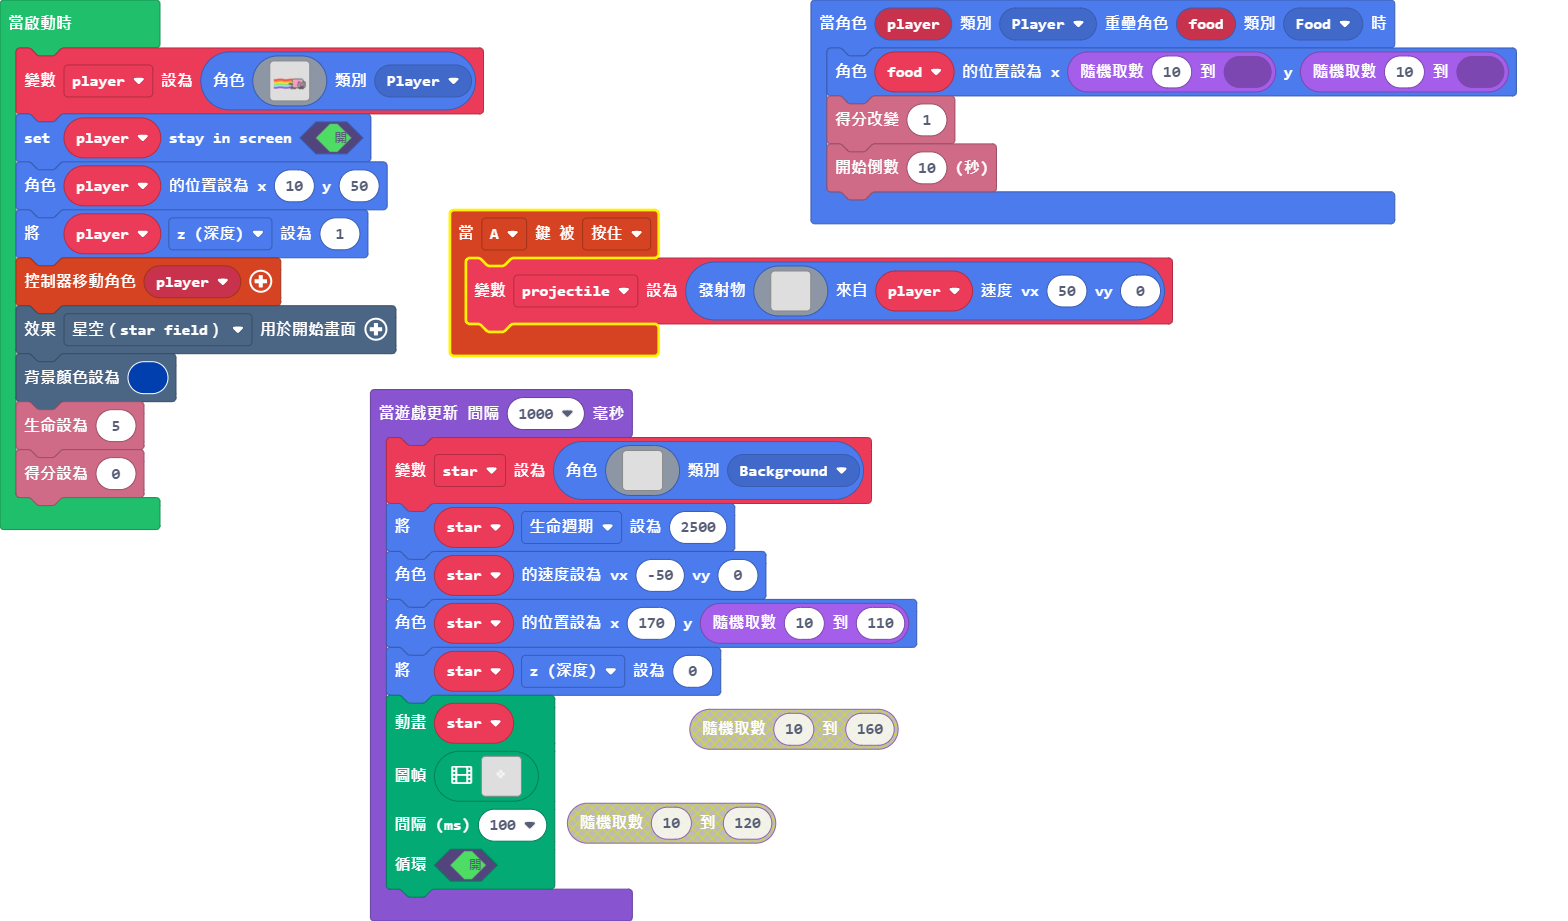 當啟動時
變數 player 設為 角色 類別 Player
set player stay in screen 開
角色 player 的位置設為 x 10 y 50
將 player z (深度) 設為 1
控制器移動角色 player
效果 星空 ( star field ) 用於開始畫面
背景顏色設為
生命設為 5
得分設為 0
當角色 player 類別 Player 重疊角色 food 類別 Food 時
角色 food 的位置設為 x 隨機取數 10 到 y 隨機取數 10 到
得分改變 1
開始倒數 10 (秒)
當 A 鍵 被 按住
變數 projectile 設為 發射物 來自 player 速度 vx 50 vy 0
當遊戲更新 間隔 1000 毫秒
變數 star 設為 角色 類別 Background
將 star 生命週期 設為 2500
角色 star 的速度設為 vx -50 vy 0
角色 star 的位置設為 x 170 y 隨機取數 10 到 110
將 star z (深度) 設為 0
動畫 star
圖幀
間隔 (ms) 100
循環 開
隨機取數 10 到 160
隨機取數 10 到 120